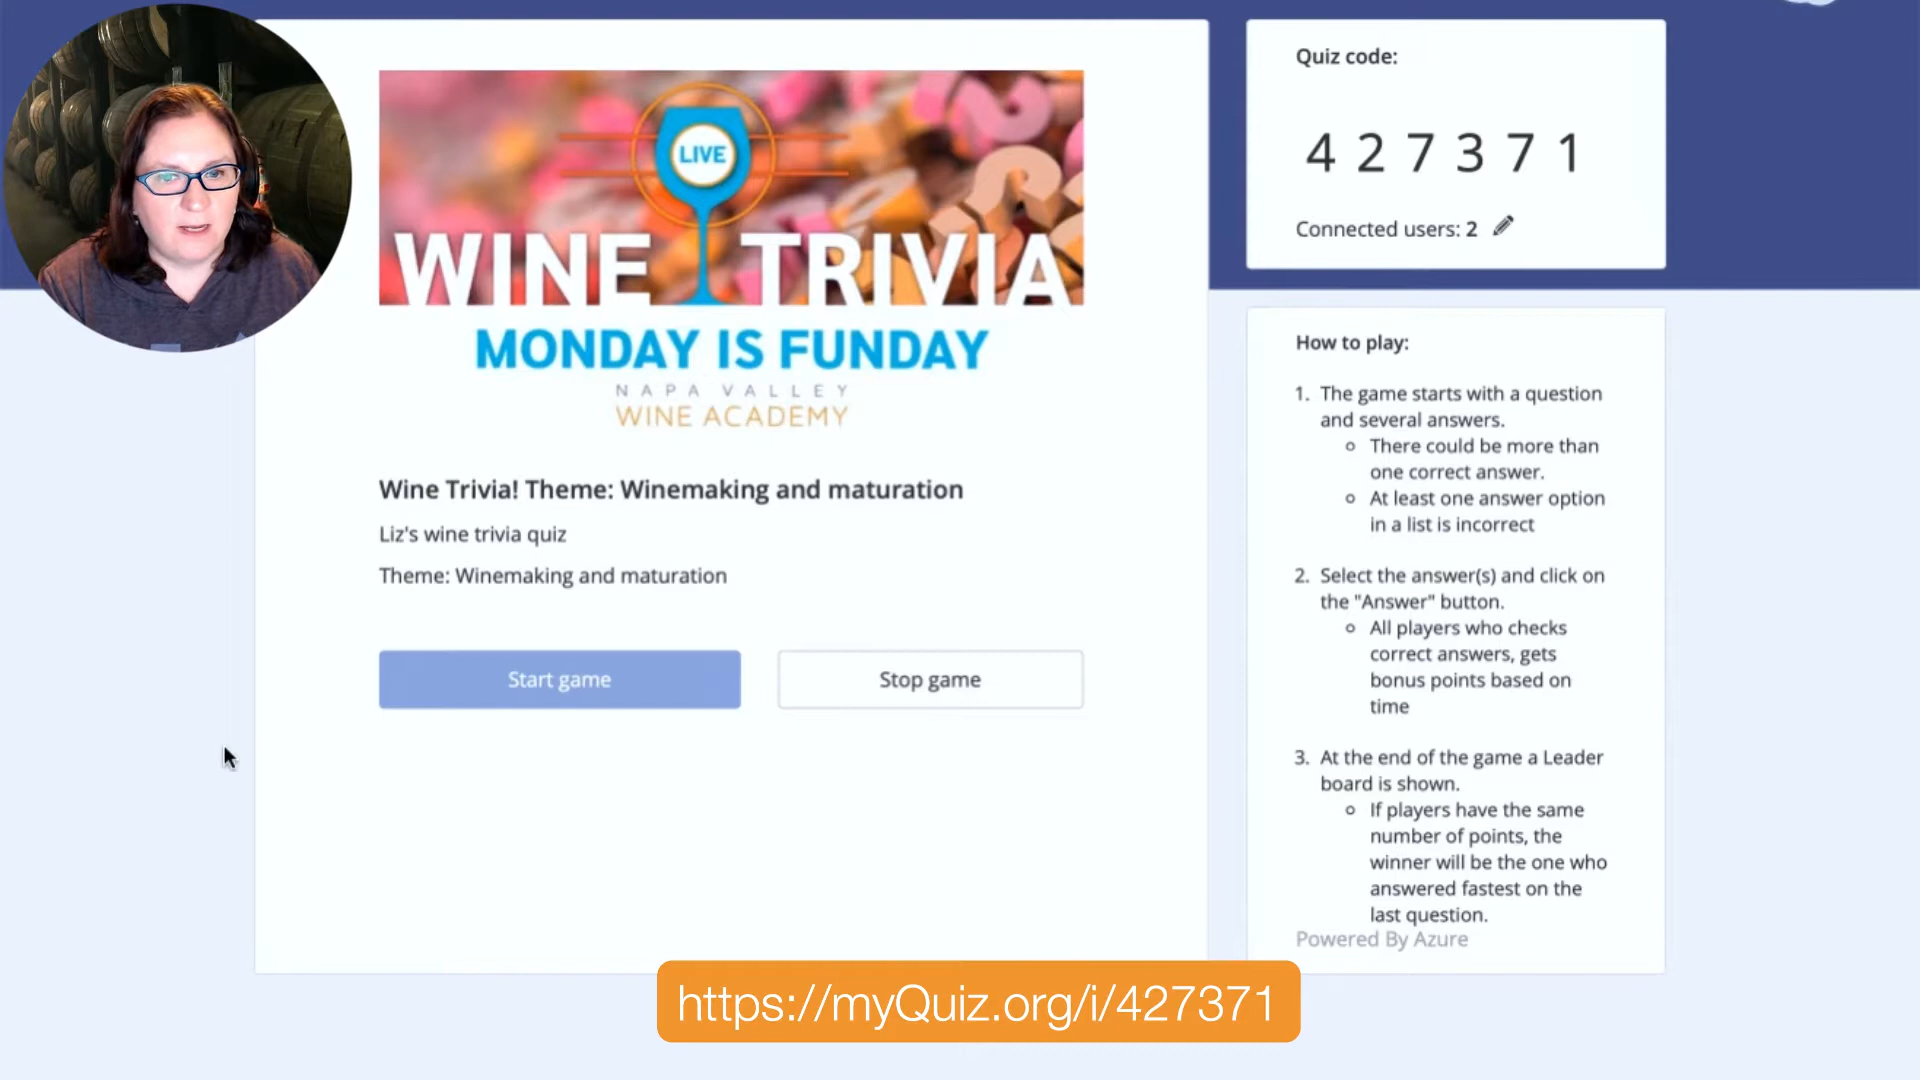 LIVE
WINE TRIVIA
MONDAY IS FUNDAY
NAPA VALLEY
WINE ACADEMY
Wine Trivia! Theme: Winemaking and maturation
Liz's wine trivia quiz
Theme: Winemaking and maturation
Start game
Stop game
Quiz code:
4 2 7 3 7 1
Connected users: 2
How to play:
1. The game starts with a question
and several answers.
There could be more than
one correct answer.
At least one answer option
in a list is incorrect
2. Select the answer(s) and click on
the "Answer" button.
All players who checks
correct answers, gets
bonus points based on
time
3. At the end of the game a Leader
board is shown.
If players have the same
number of points, the
winner will be the one who
answered fastest on the
last question.
Powered By Azure
https://myQuiz.org/i/427371